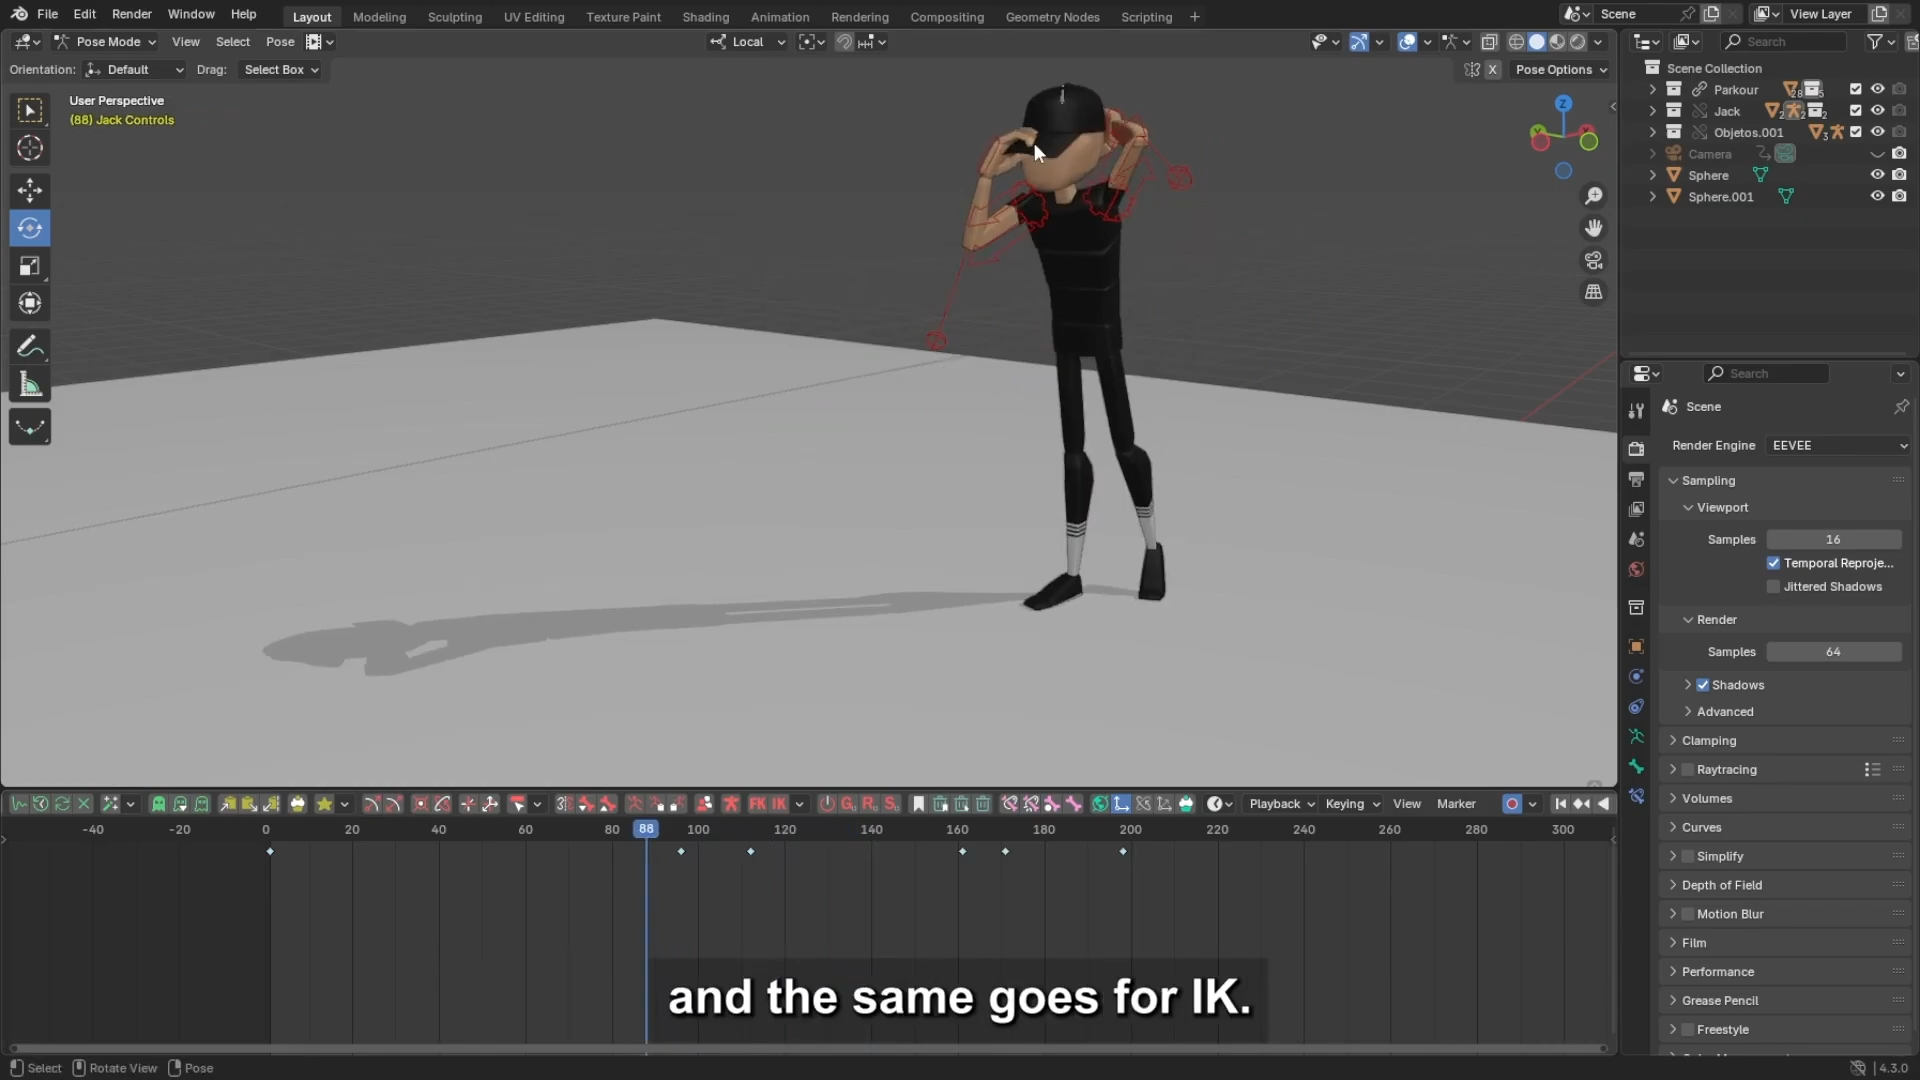 File Edit Render Window Help Layout Modeling Sculpting UV Editing Texture Paint Shading Animation Rendering Compositing Geometry Nodes Scripting + Scene View Layer
Pose Mode View Select Pose Local Search
Orientation: Default Drag: Select Box X Pose Options
User Perspective
(88) Jack Controls
Z
Scene Collection
Parkour
Jack
Objetos.001
Camera
Sphere
Sphere.001
Search
Scene
Render Engine EEVEE
Sampling
Viewport
Samples 16
Temporal Reproje...
Jittered Shadows
Render
Samples 64
Shadows
Advanced
Clamping
Raytracing
Volumes
Curves
Simplify
Depth of Field
Motion Blur
Film
Performance
Grease Pencil
Freestyle
FK IK Playback Keying View Marker
-40 -20 0 20 40 60 80 88 100 120 140 160 180 200 220 240 260 280 300
and the same goes for IK.
Select Rotate View Pose 4.3.0